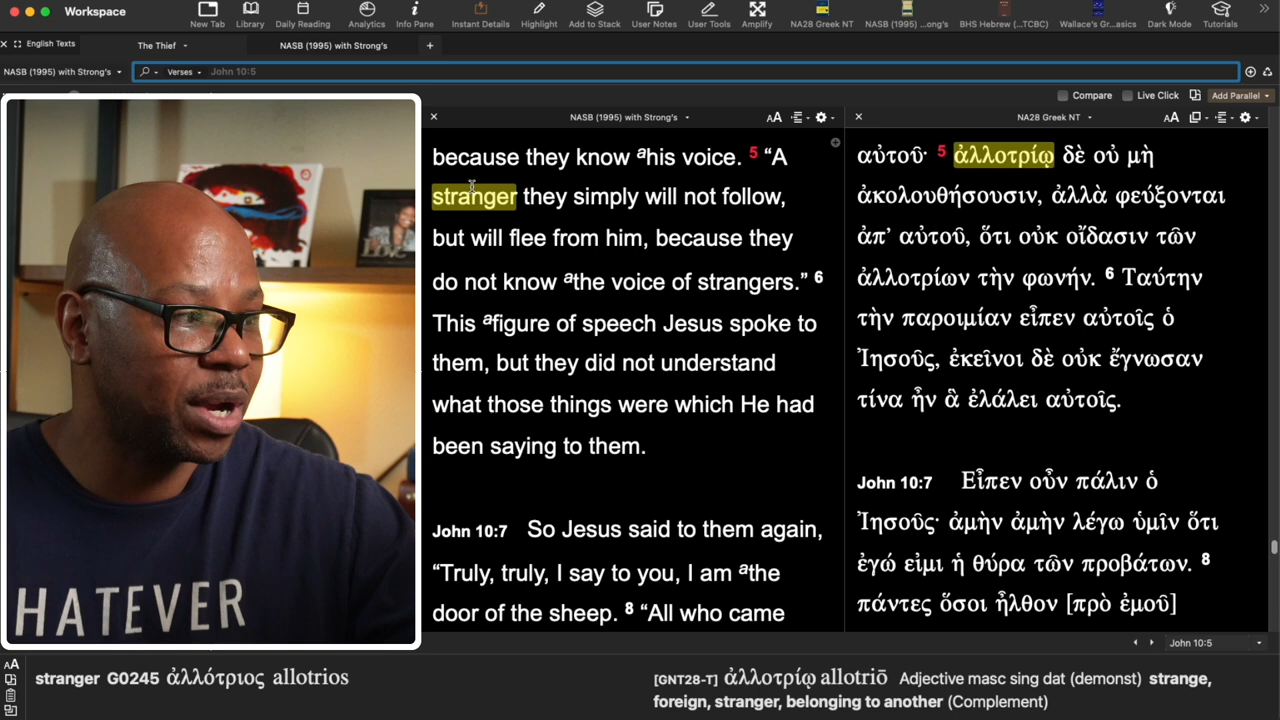 Workspace
New Tab
Library
Daily Reading
Analytics
Info Pane
Instant Details
Highlight
Add to Stack
User Notes
User Tools
Amplify
NA28 Greek NT
NASB (1995) ...ong's
BHS Hebrew (...TCBC)
Wallace's Gr...asics
Dark Mode
Tutorials
English Texts
The Thief
NASB (1995) with Strong's
NASB (1995) with Strong's
Verses
John 10:5
Compare
Live Click
Add Parallel
NASB (1995) with Strong's
because they know ᵃhis voice. 5 “A
stranger they simply will not follow,
but will flee from him, because they
do not know ᵃthe voice of strangers.” 6
This ᵃfigure of speech Jesus spoke to
them, but they did not understand
what those things were which He had
been saying to them.
John 10:7 So Jesus said to them again,
“Truly, truly, I say to you, I am ᵃthe
door of the sheep. 8 “All who came
NA28 Greek NT
αὐτοῦ· 5 ἀλλοτρίῳ δὲ οὐ μὴ
ἀκολουθήσουσιν, ἀλλὰ φεύξονται
ἀπ’ αὐτοῦ, ὅτι οὐκ οἴδασιν τῶν
ἀλλοτρίων τὴν φωνήν. 6 Ταύτην
τὴν παροιμίαν εἶπεν αὐτοῖς ὁ
Ἰησοῦς, ἐκεῖνοι δὲ οὐκ ἔγνωσαν
τίνα ἦν ἃ ἐλάλει αὐτοῖς.
John 10:7 Εἶπεν οὖν πάλιν ὁ
Ἰησοῦς· ἀμὴν ἀμὴν λέγω ὑμῖν ὅτι
ἐγώ εἰμι ἡ θύρα τῶν προβάτων. 8
πάντες ὅσοι ἦλθον [πρὸ ἐμοῦ]
John 10:5
HATEVER
LOVE
stranger G0245 ἀλλότριος allotrios
[GNT28-T] ἀλλοτρίῳ allotriō Adjective masc sing dat (demonst) strange,
foreign, stranger, belonging to another (Complement)